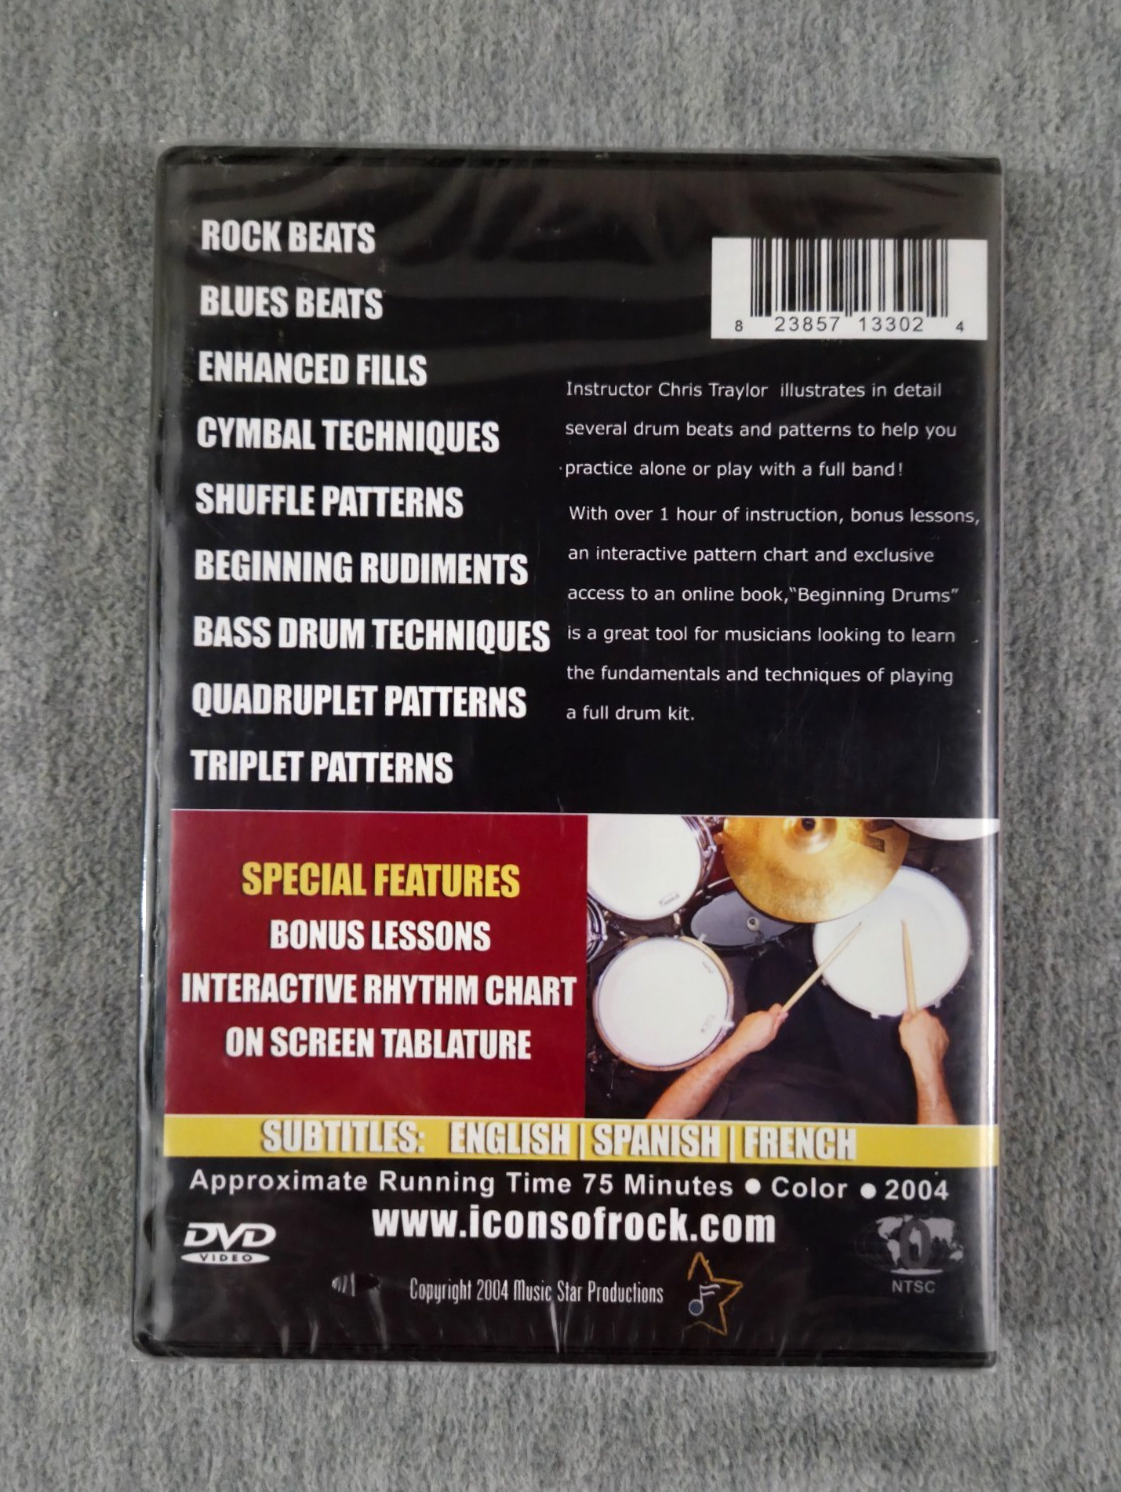 ROCK BEATS
BLUES BEATS
ENHANCED FILLS
CYMBAL TECHNIQUES
SHUFFLE PATTERNS
BEGINNING RUDIMENTS
BASS DRUM TECHNIQUES
QUADRUPLET PATTERNS
TRIPLET PATTERNS
8 23857 13302 4
Instructor Chris Traylor illustrates in detail
several drum beats and patterns to help you
practice alone or play with a full band!
With over 1 hour of instruction, bonus lessons,
an interactive pattern chart and exclusive
access to an online book,“Beginning Drums”
is a great tool for musicians looking to learn
the fundamentals and techniques of playing
a full drum kit.
SPECIAL FEATURES
BONUS LESSONS
INTERACTIVE RHYTHM CHART
ON SCREEN TABLATURE
SUBTITLES: ENGLISH | SPANISH | FRENCH
Approximate Running Time 75 Minutes ● Color ● 2004
www.iconsofrock.com
DVD
VIDEO
Copyright 2004 Music Star Productions
0
NTSC